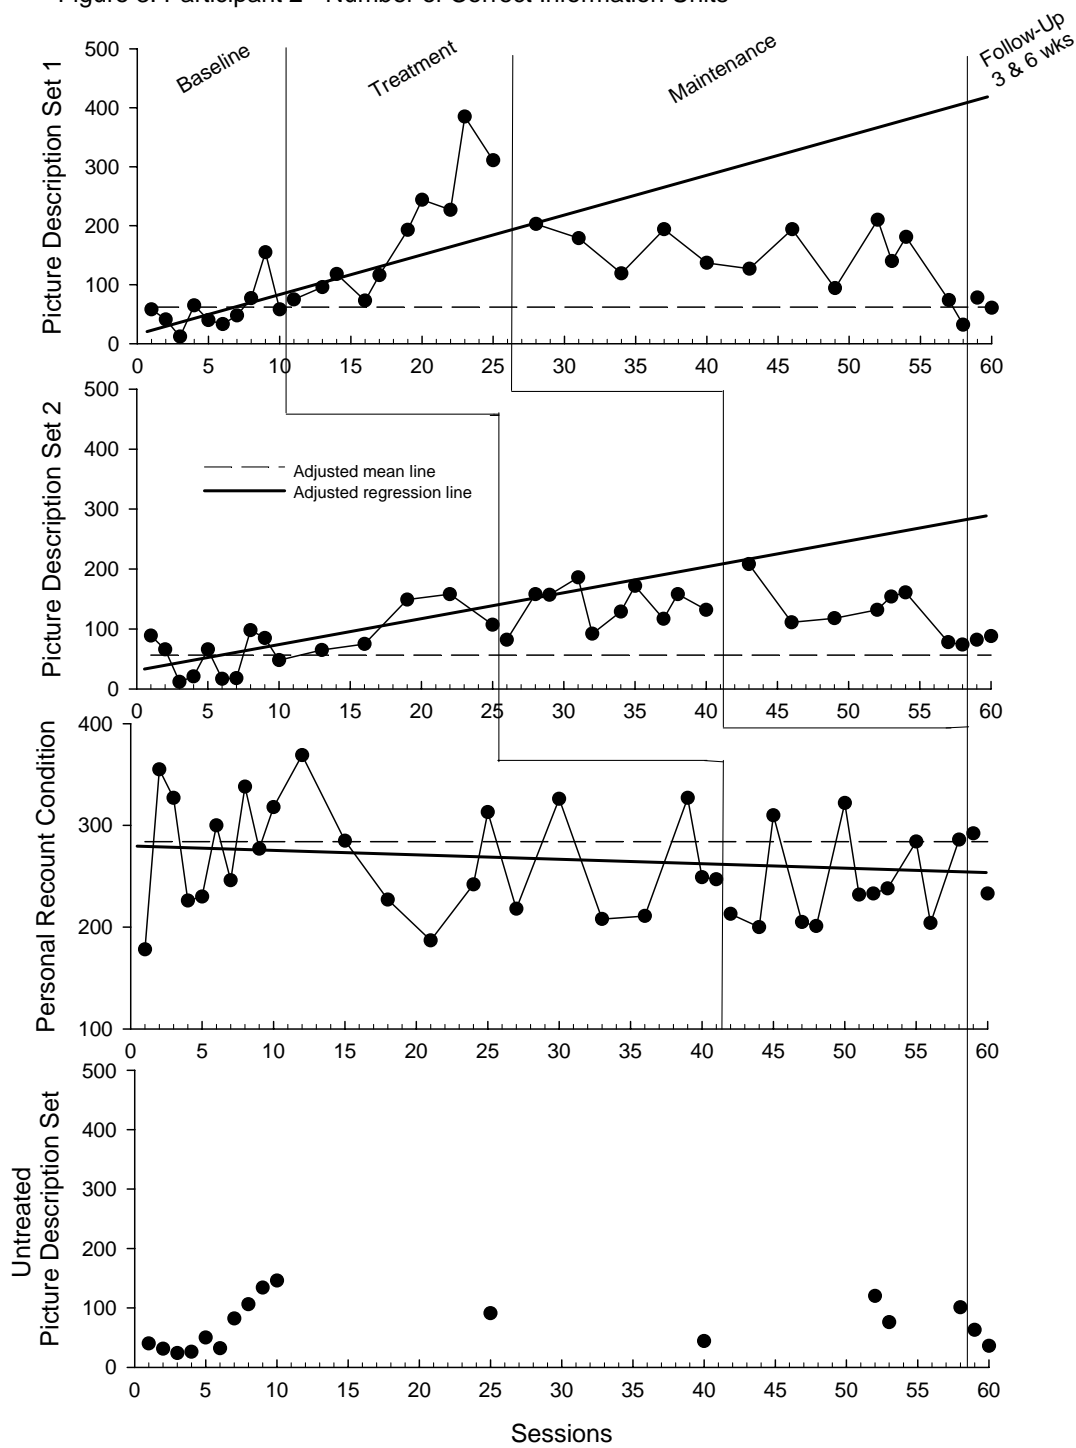 Baseline
Treatment
Maintenance
Follow-Up
3 & 6 wks
Picture Description Set 1
500
400
300
200
100
0
0 5 10 15 20 25 30 35 40 45 50 55 60
Picture Description Set 2
500
400
300
200
100
0
Adjusted mean line
Adjusted regression line
0 5 10 15 20 25 30 35 40 45 50 55 60
Personal Recount Condition
400
300
200
100
0 5 10 15 20 25 30 35 40 45 50 55 60
Untreated
Picture Description Set
500
400
300
200
100
0
0 5 10 15 20 25 30 35 40 45 50 55 60
Sessions